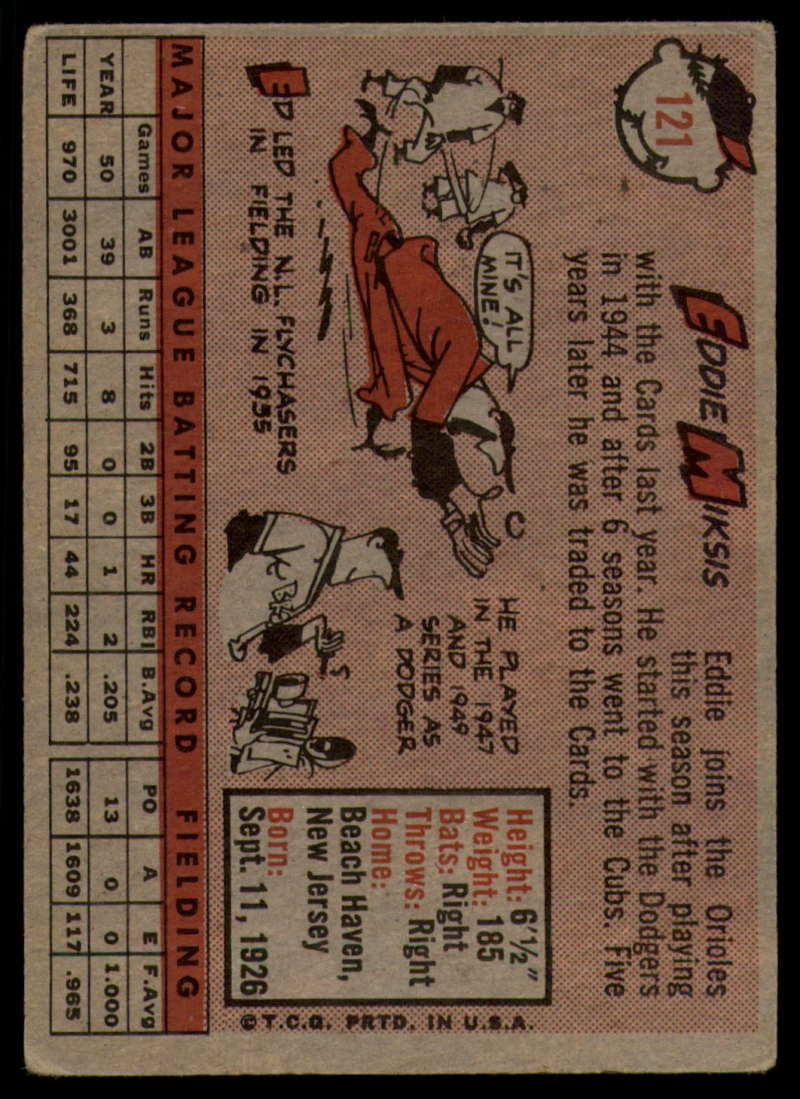 121
EDDIE MIKSIS
Eddie joins the Orioles
this season after playing
with the Cards last year. He started with the Dodgers
in 1944 and after 6 seasons went to the Cubs. Five
years later he was traded to the Cards.
IT'S ALL
MINE!
ED LED THE N.L. FLYCHASERS
IN FIELDING IN 1955
HE PLAYED
IN THE 1947
AND 1949
SERIES AS
A DODGER
Height: 6'½"
Weight: 185
Bats: Right
Throws: Right
Home:
Beach Haven,
New Jersey
Born:
Sept. 11, 1926
© T.C.G. PRTD. IN U.S.A.
MAJOR LEAGUE BATTING RECORD FIELDING
Games AB Runs Hits 2B 3B HR RBI B.Avg PO A E F.Avg
YEAR 50 39 3 8 0 0 1 2 .205 13 0 0 1.000
LIFE 970 3001 368 715 95 17 44 224 .238 1638 1609 117 .965